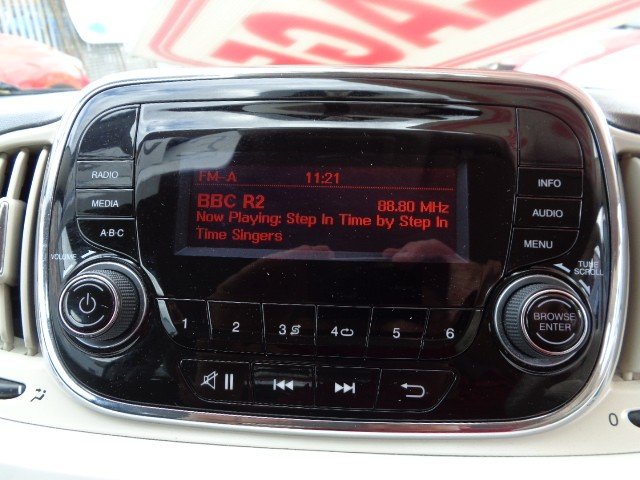 FM-A 11:21
BBC R2 88.80 MHz
Now Playing: Step In Time by Step In
Time Singers
RADIO
MEDIA
A·B·C
VOLUME
INFO
AUDIO
MENU
TUNE
SCROLL
BROWSE
ENTER
1 2 3 4 5 6
0